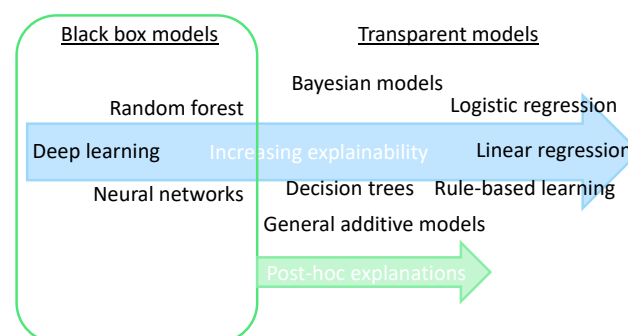 Black box models
Transparent models
Bayesian models
Random forest
Logistic regression
Deep learning
Increasing explainability
Linear regression
Neural networks
Decision trees
Rule-based learning
General additive models
Post-hoc explanations